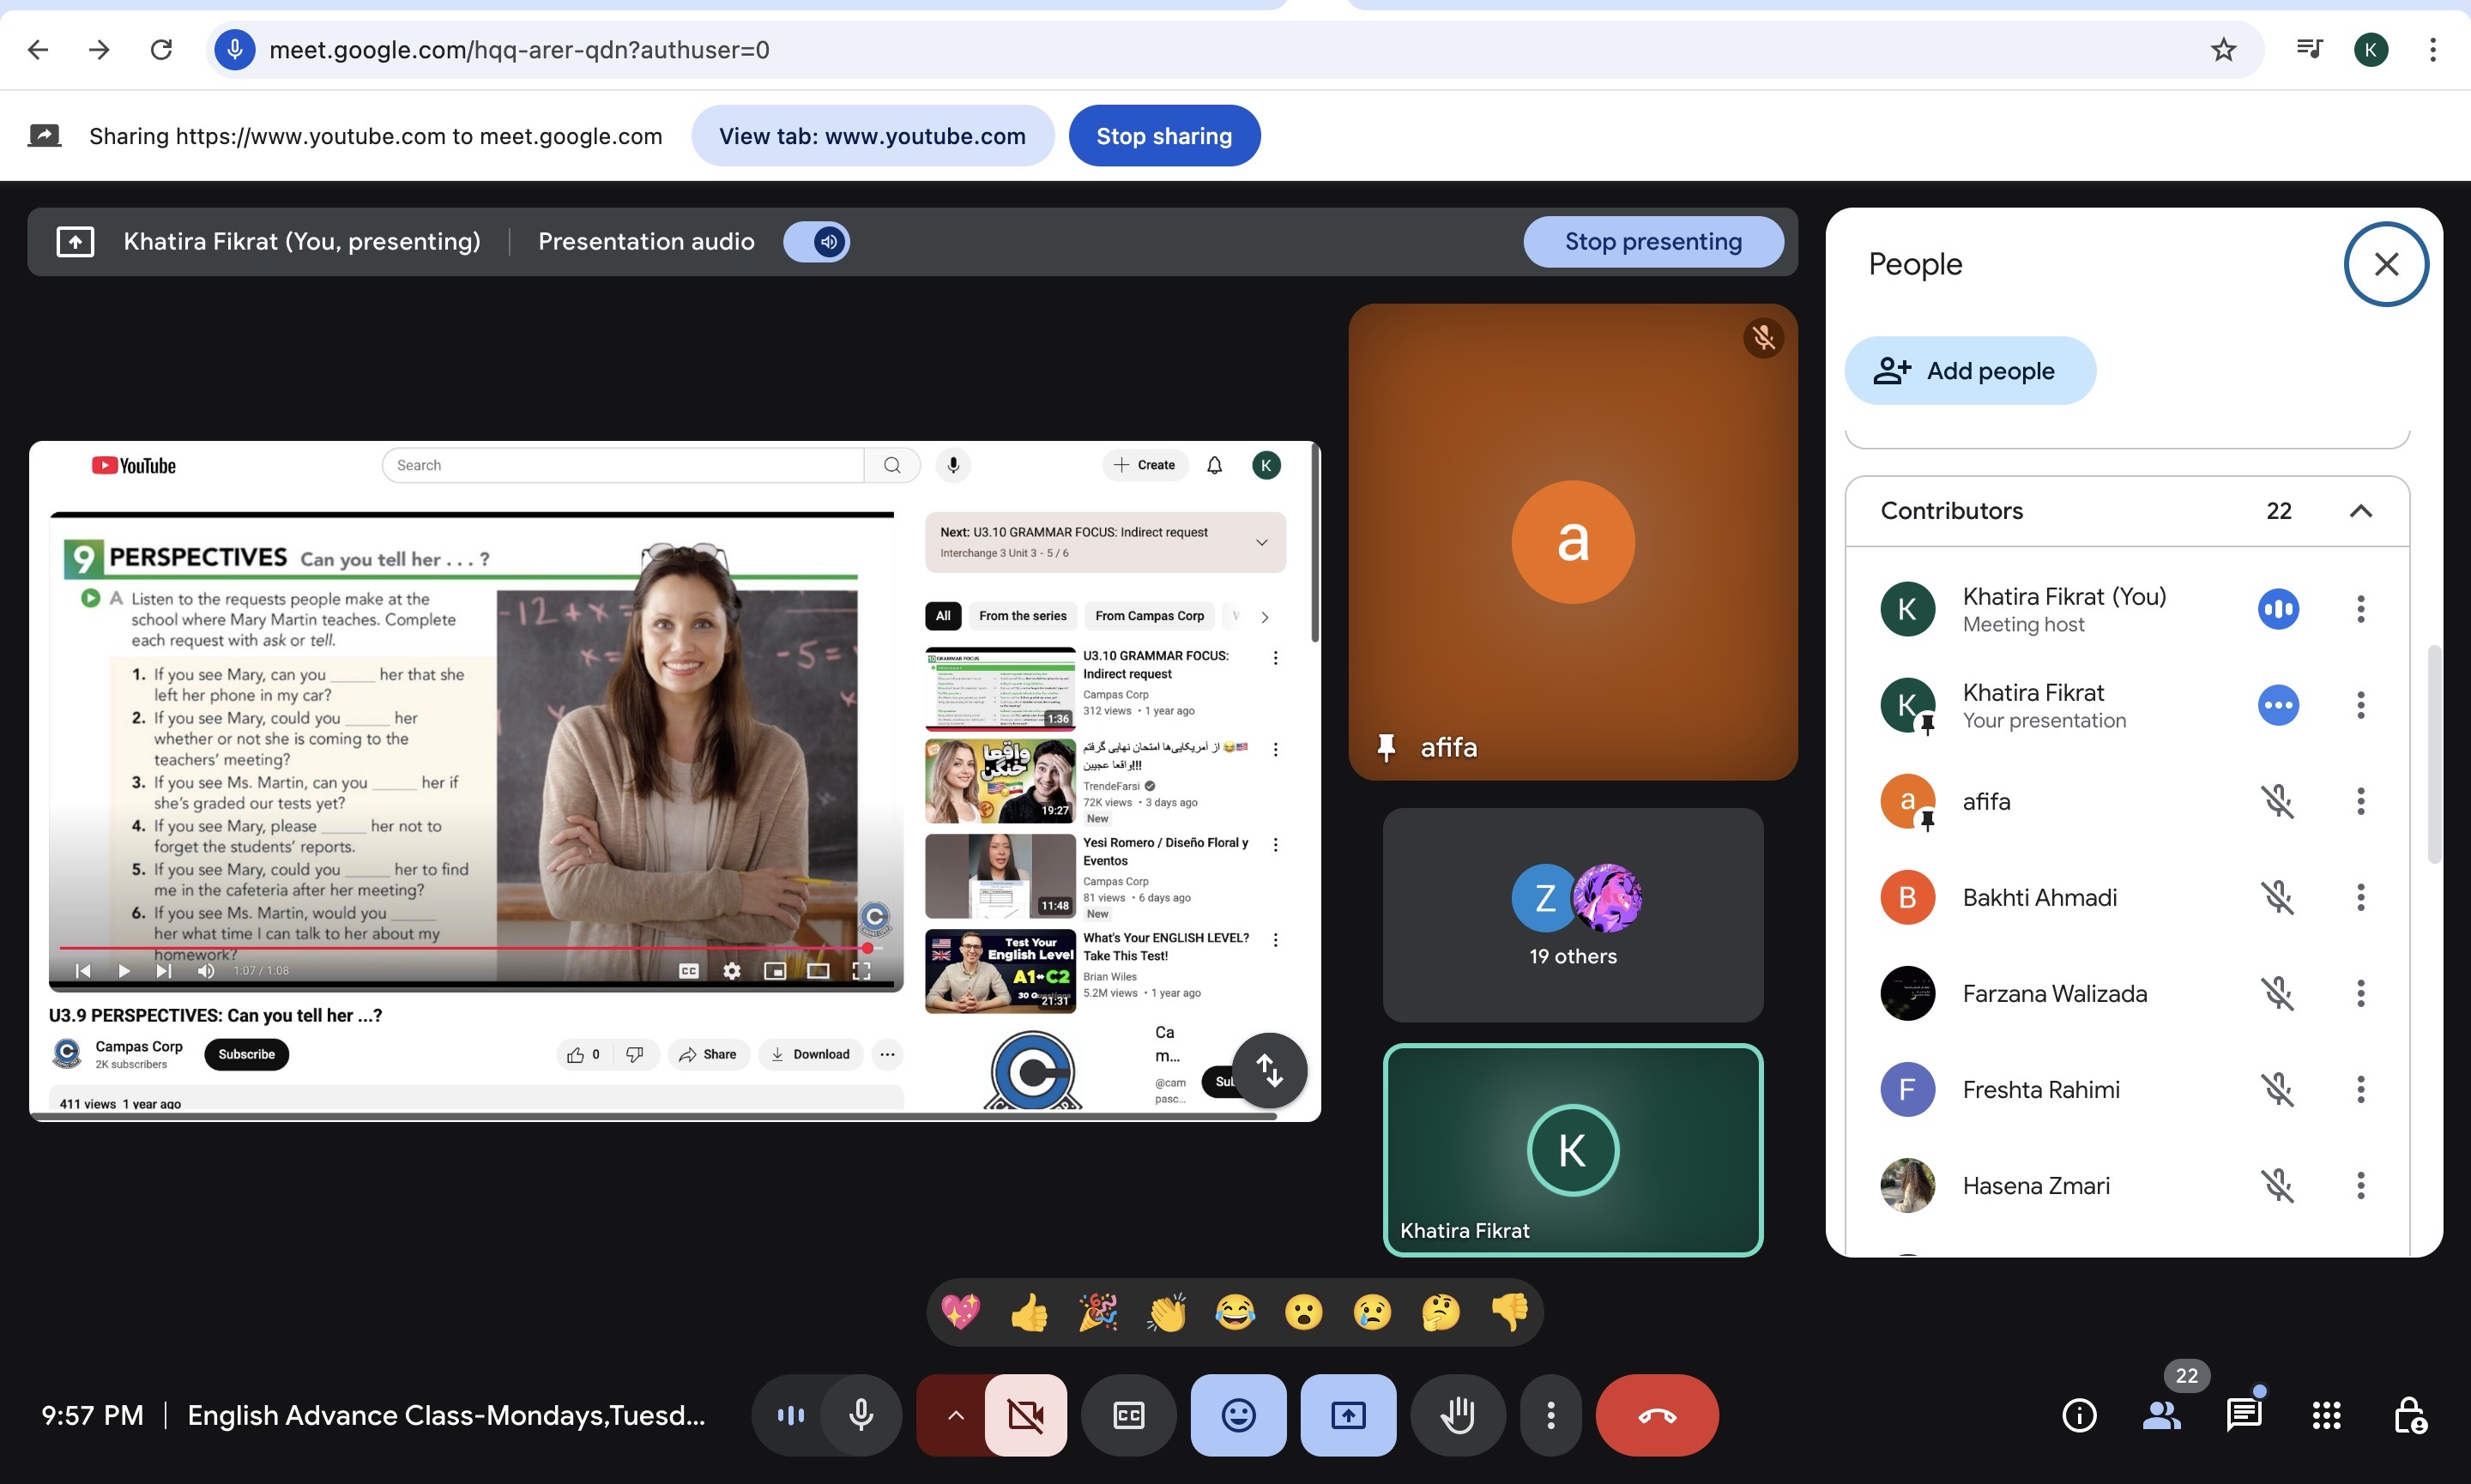 meet.google.com/hqq-arer-qdn?authuser=0
K
Sharing https://www.youtube.com to meet.google.com
View tab: www.youtube.com
Stop sharing
Khatira Fikrat (You, presenting)
Presentation audio
Stop presenting
YouTube
Search
Create
K
9 PERSPECTIVES Can you tell her . . . ?
A Listen to the requests people make at the
school where Mary Martin teaches. Complete
each request with ask or tell.
1. If you see Mary, can you _____ her that she
left her phone in my car?
2. If you see Mary, could you _____ her
whether or not she is coming to the
teachers' meeting?
3. If you see Ms. Martin, can you _____ her if
she's graded our tests yet?
4. If you see Mary, please _____ her not to
forget the students' reports.
5. If you see Mary, could you _____ her to find
me in the cafeteria after her meeting?
6. If you see Ms. Martin, would you _____
her what time I can talk to her about my
homework?
-12+x=
x=
-5=
1:07 / 1:08
CC
U3.9 PERSPECTIVES: Can you tell her ...?
Campas Corp
2K subscribers
Subscribe
0
Share
Download
411 views 1 year ago
Next: U3.10 GRAMMAR FOCUS: Indirect request
Interchange 3 Unit 3 - 5 / 6
All
From the series
From Campas Corp
GRAMMAR FOCUS
1:36
U3.10 GRAMMAR FOCUS:
Indirect request
Campas Corp
312 views • 1 year ago
واقعا
خنگن
19:27
از آمریکایی‌ها امتحان نهایی گرفتم 😂🇺🇸
واقعا عجیبن!!!
TrendeFarsi
72K views • 3 days ago
New
11:48
Yesi Romero / Diseño Floral y
Eventos
Campas Corp
81 views • 6 days ago
New
Test Your
English Level
A1-C2
30 Questions
21:31
What's Your ENGLISH LEVEL?
Take This Test!
Brian Wiles
5.2M views • 1 year ago
Ca
m...
@cam
pasc...
Sub
a
afifa
Z
19 others
K
Khatira Fikrat
People
Add people
Contributors
22
K
Khatira Fikrat (You)
Meeting host
K
Khatira Fikrat
Your presentation
a
afifa
B
Bakhti Ahmadi
Farzana Walizada
F
Freshta Rahimi
Hasena Zmari
9:57 PM
English Advance Class-Mondays,Tuesd...
CC
22